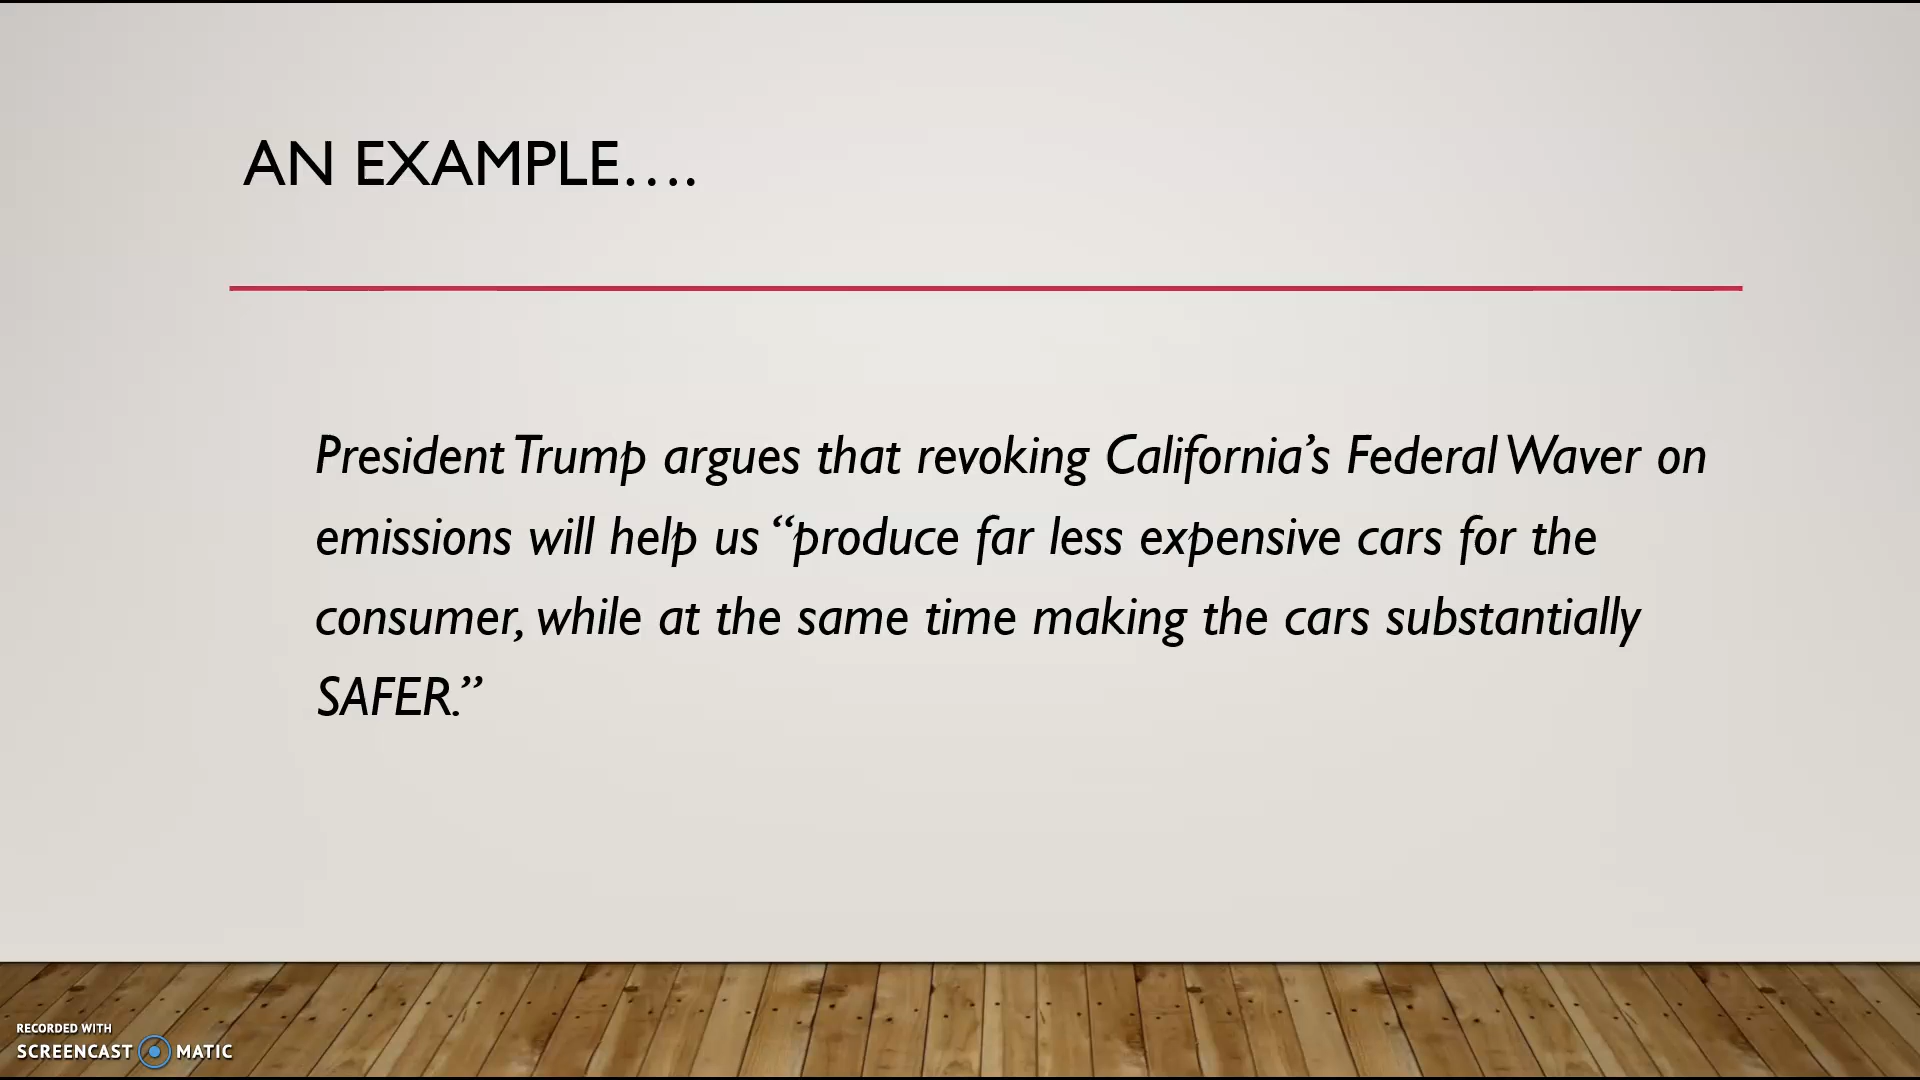 AN EXAMPLE….
President Trump argues that revoking California’s Federal Waver on
emissions will help us “produce far less expensive cars for the
consumer, while at the same time making the cars substantially
SAFER.”
RECORDED WITH
SCREENCAST MATIC